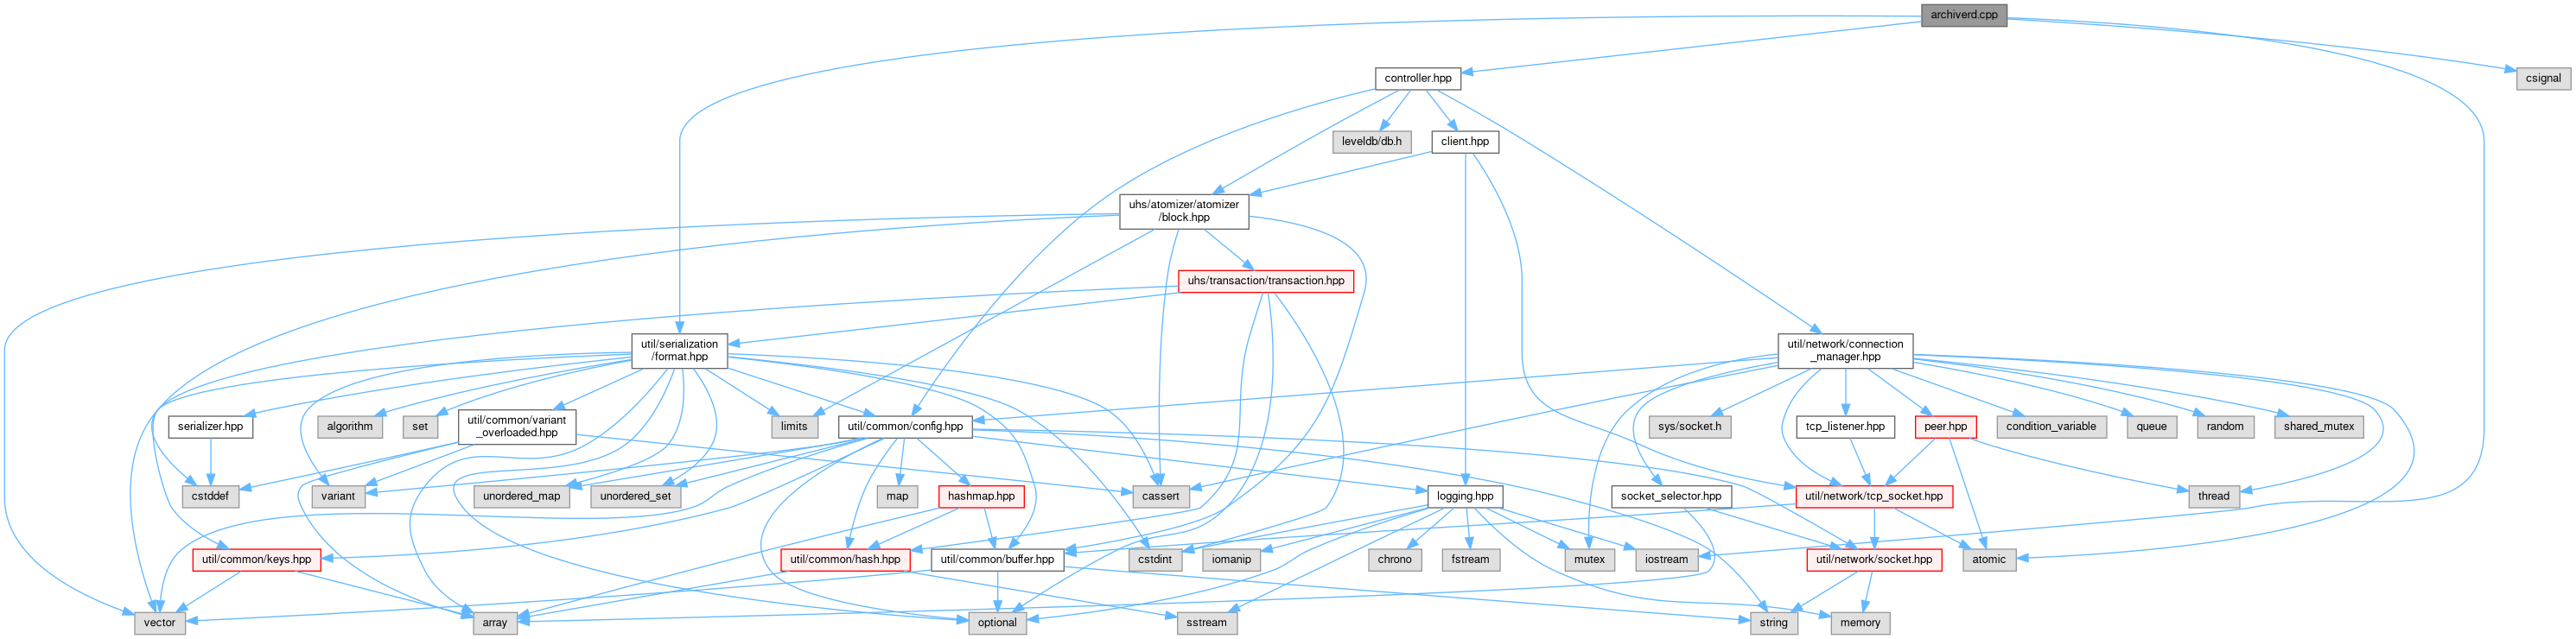 archiverd.cpp
controller.hpp
csignal
leveldb/db.h
client.hpp
uhs/atomizer/atomizer
/block.hpp
uhs/transaction/transaction.hpp
util/serialization
/format.hpp
util/network/connection
_manager.hpp
serializer.hpp
algorithm
set
util/common/variant
_overloaded.hpp
limits
util/common/config.hpp
sys/socket.h
tcp_listener.hpp
peer.hpp
condition_variable
queue
random
shared_mutex
cstddef
variant
unordered_map
unordered_set
map
hashmap.hpp
cassert
logging.hpp
socket_selector.hpp
util/network/tcp_socket.hpp
thread
util/common/keys.hpp
util/common/hash.hpp
util/common/buffer.hpp
cstdint
iomanip
chrono
fstream
mutex
iostream
util/network/socket.hpp
atomic
vector
array
optional
sstream
string
memory